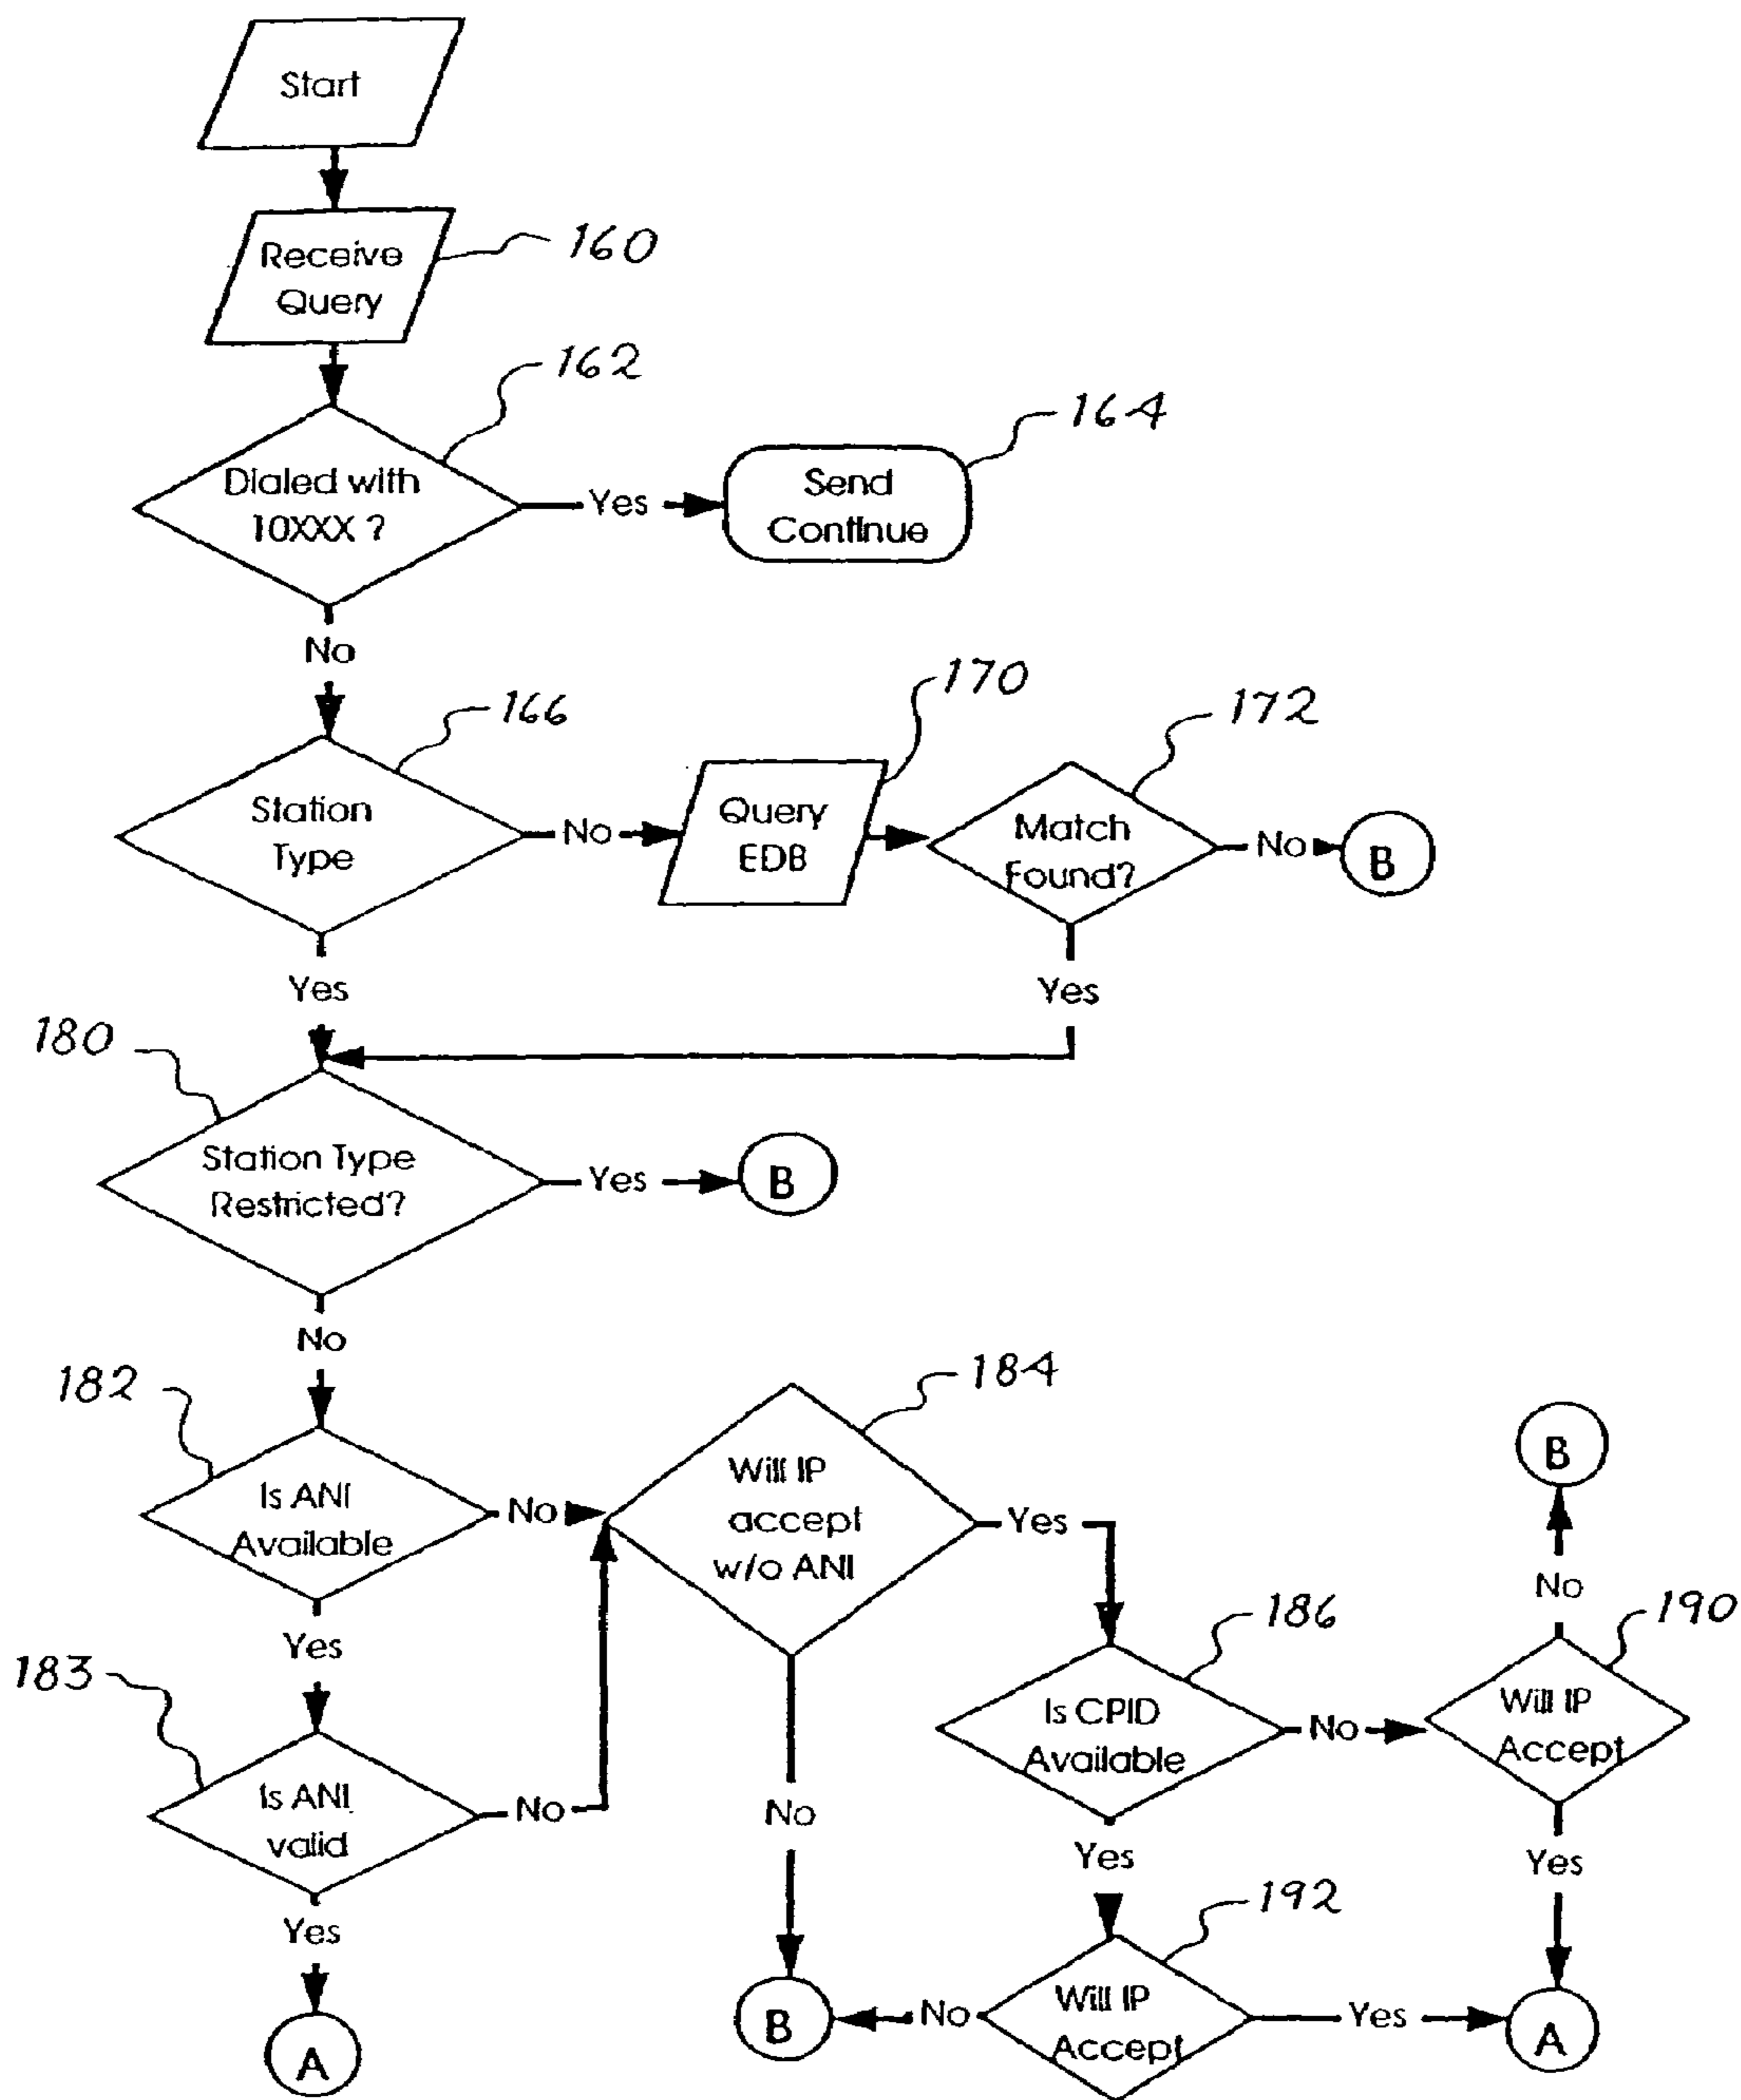 Start
Receive
Query
160
162
Dialed with
10XXX ?
Yes
Send
Continue
164
No
166
Station
Type
No
170
Query
EDB
172
Match
Found?
No
B
Yes
Yes
180
Station Type
Restricted?
Yes
B
No
182
Is ANI
Available
No
184
Will IP
accept
w/o ANI
Yes
B
No
190
Will IP
Accept
186
Is CPID
Available
No
Yes
183
Is ANI
valid
No
No
Yes
Yes
192
Will IP
Accept
No
B
Yes
A
Yes
A